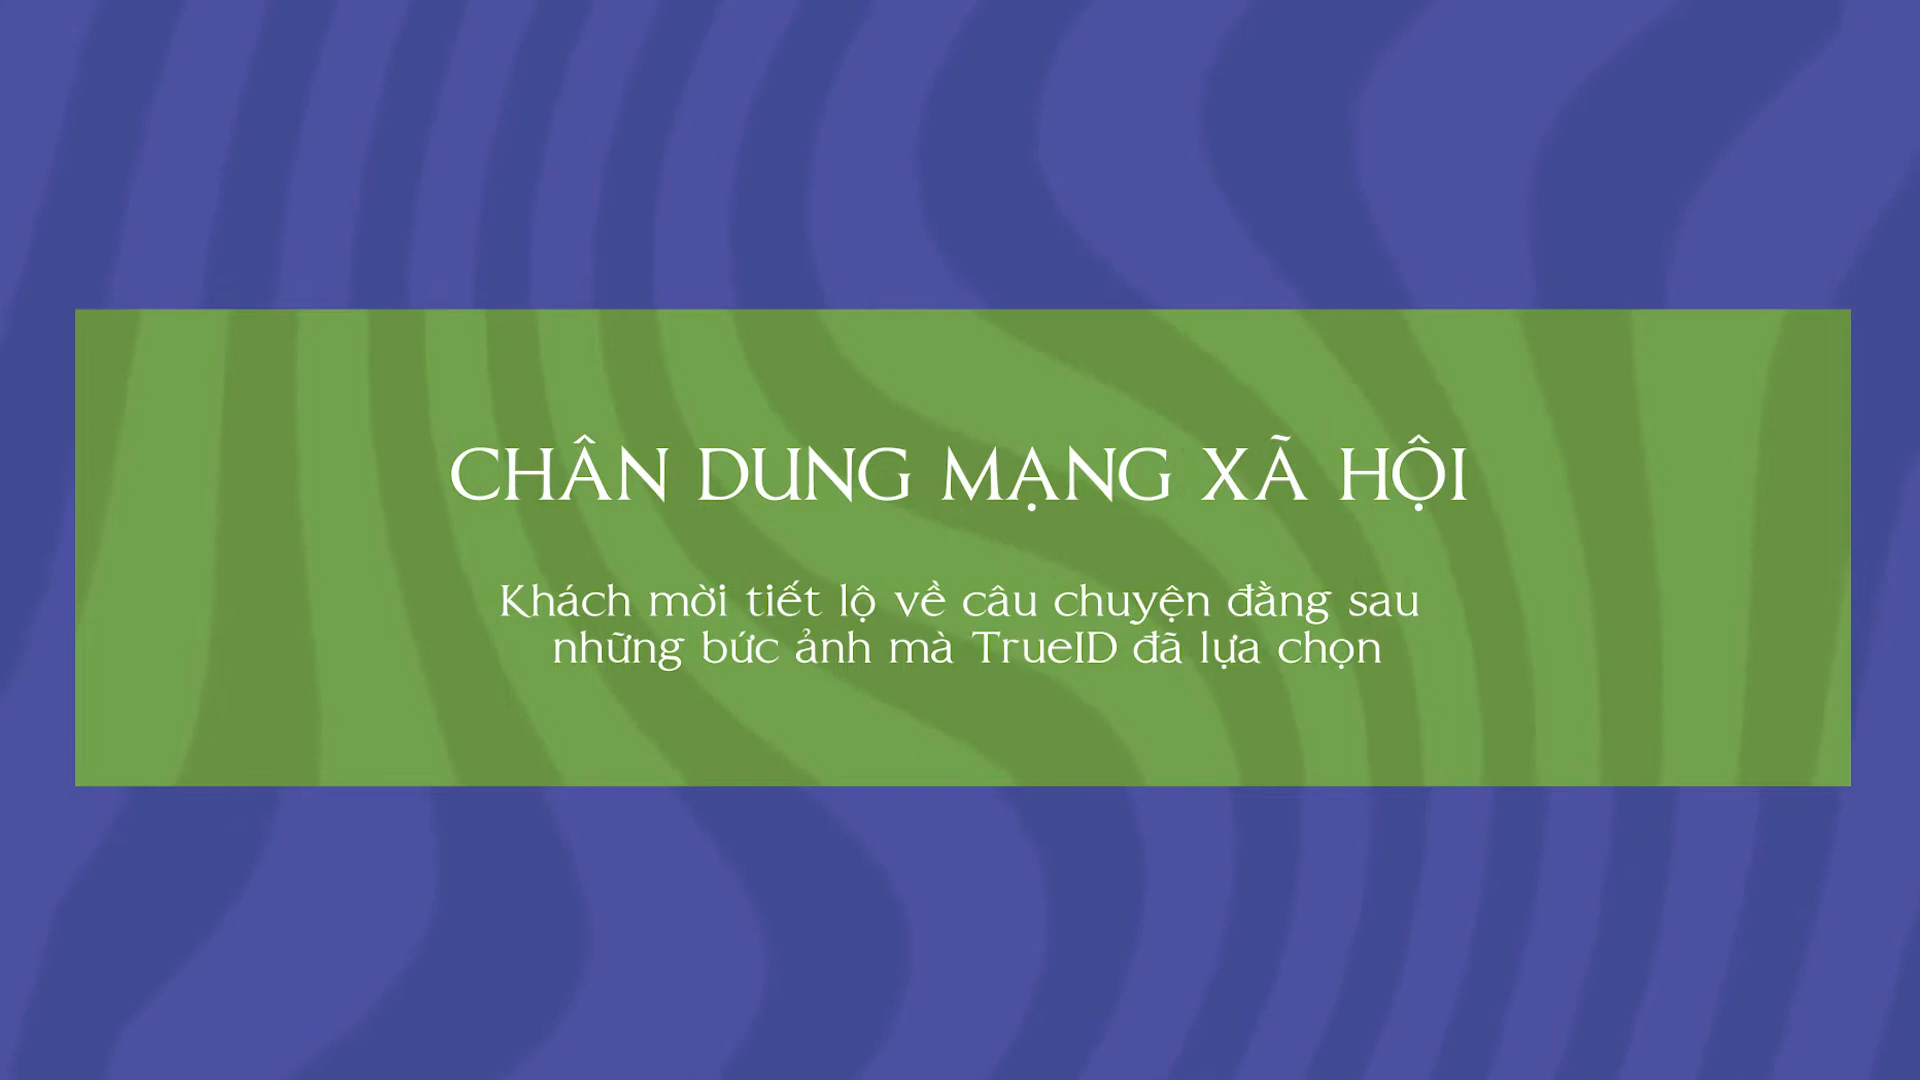 CHÂN DUNG MẠNG XÃ HỘI
Khách mời tiết lộ về câu chuyện đằng sau
những bức ảnh mà TrueID đã lựa chọn